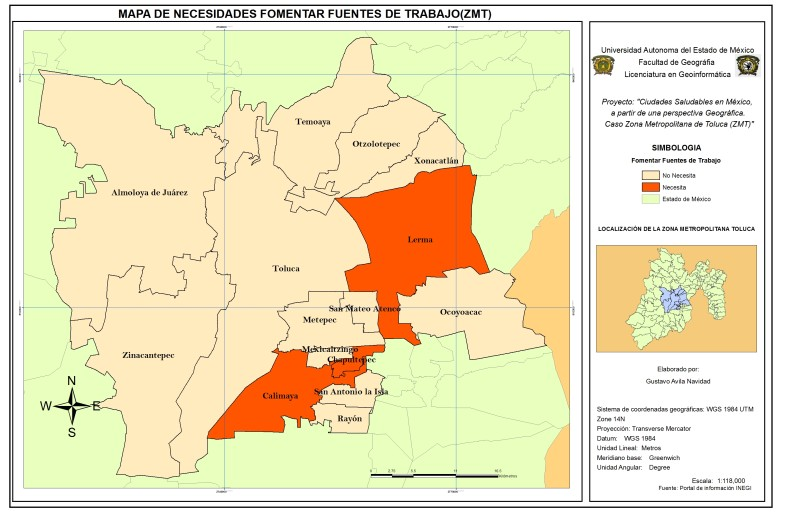 MAPA DE NECESIDADES FOMENTAR FUENTES DE TRABAJO(ZMT)
Temoaya
Otzolotepec
Xonacatlán
Almoloya de Juárez
Lerma
Toluca
San Mateo Atenco
Ocoyoacac
Metepec
Mexicaltzingo
Zinacantepec
Chapultepec
San Antonio la Isla
Calimaya
Rayón
N
W E
S
Universidad Autonoma del Estado de México
Facultad de Geográfia
Licenciatura en Geoinformática
Proyecto: "Ciudades Saludables en México,
a partir de una perspectiva Geográfica.
Caso Zona Metropolitana de Toluca (ZMT)"
SIMBOLOGIA
Fomentar Fuentes de Trabajo
No Necesita
Necesita
Estado de México
LOCALIZACIÓN DE LA ZONA METROPOLITANA TOLUCA
Elaborado por:
Gustavo Avila Navidad
Sistema de coordenadas geográficas: WGS 1984 UTM
Zone 14N
Proyección: Transverse Mercator
Datum: WGS 1984
Unidad Lineal: Metros
Meridiano base: Greenwich
Unidad Angular: Degree
Escala: 1:118,000
Fuente: Portal de información INEGI